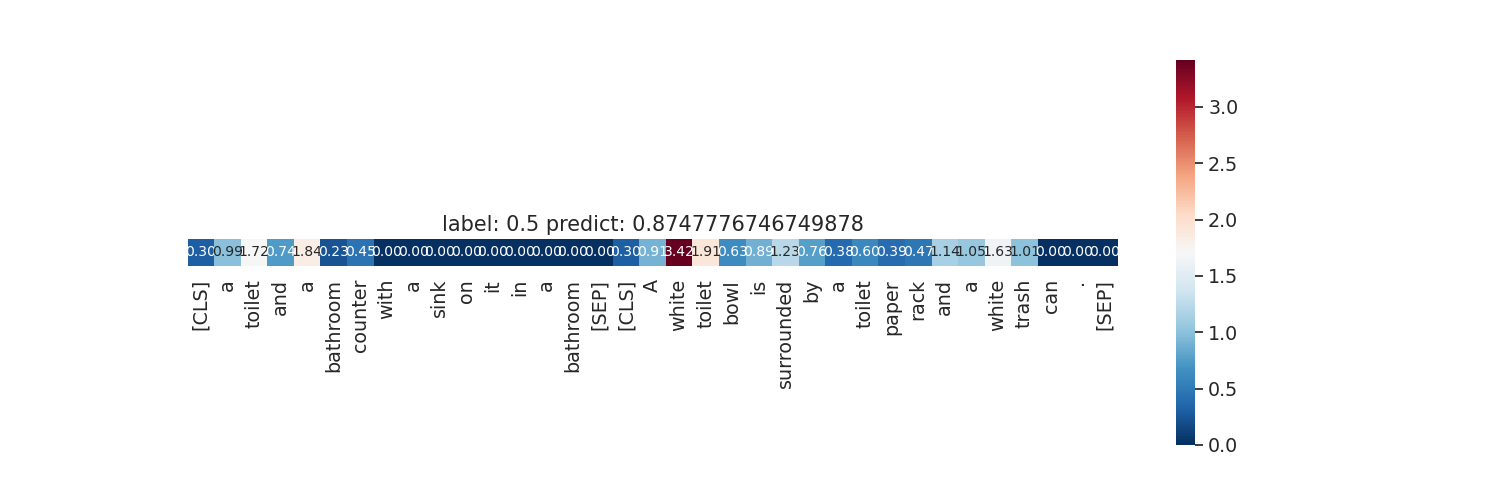 label: 0.5 predict: 0.8747776746749878
0.30 0.99 1.72 0.74 1.84 0.23 0.45 0.00 0.00 0.00 0.00 0.00 0.00 0.00 0.00 0.00 0.30 0.91 3.42 1.91 0.63 0.89 1.23 0.76 0.38 0.60 0.39 0.47 1.14 1.05 1.63 1.01 0.00 0.00 0.00
[CLS] a toilet and a bathroom counter with a sink on it in a bathroom [SEP] [CLS] A white toilet bowl is surrounded by a toilet paper rack and a white trash can . [SEP]
3.0
2.5
2.0
1.5
1.0
0.5
0.0